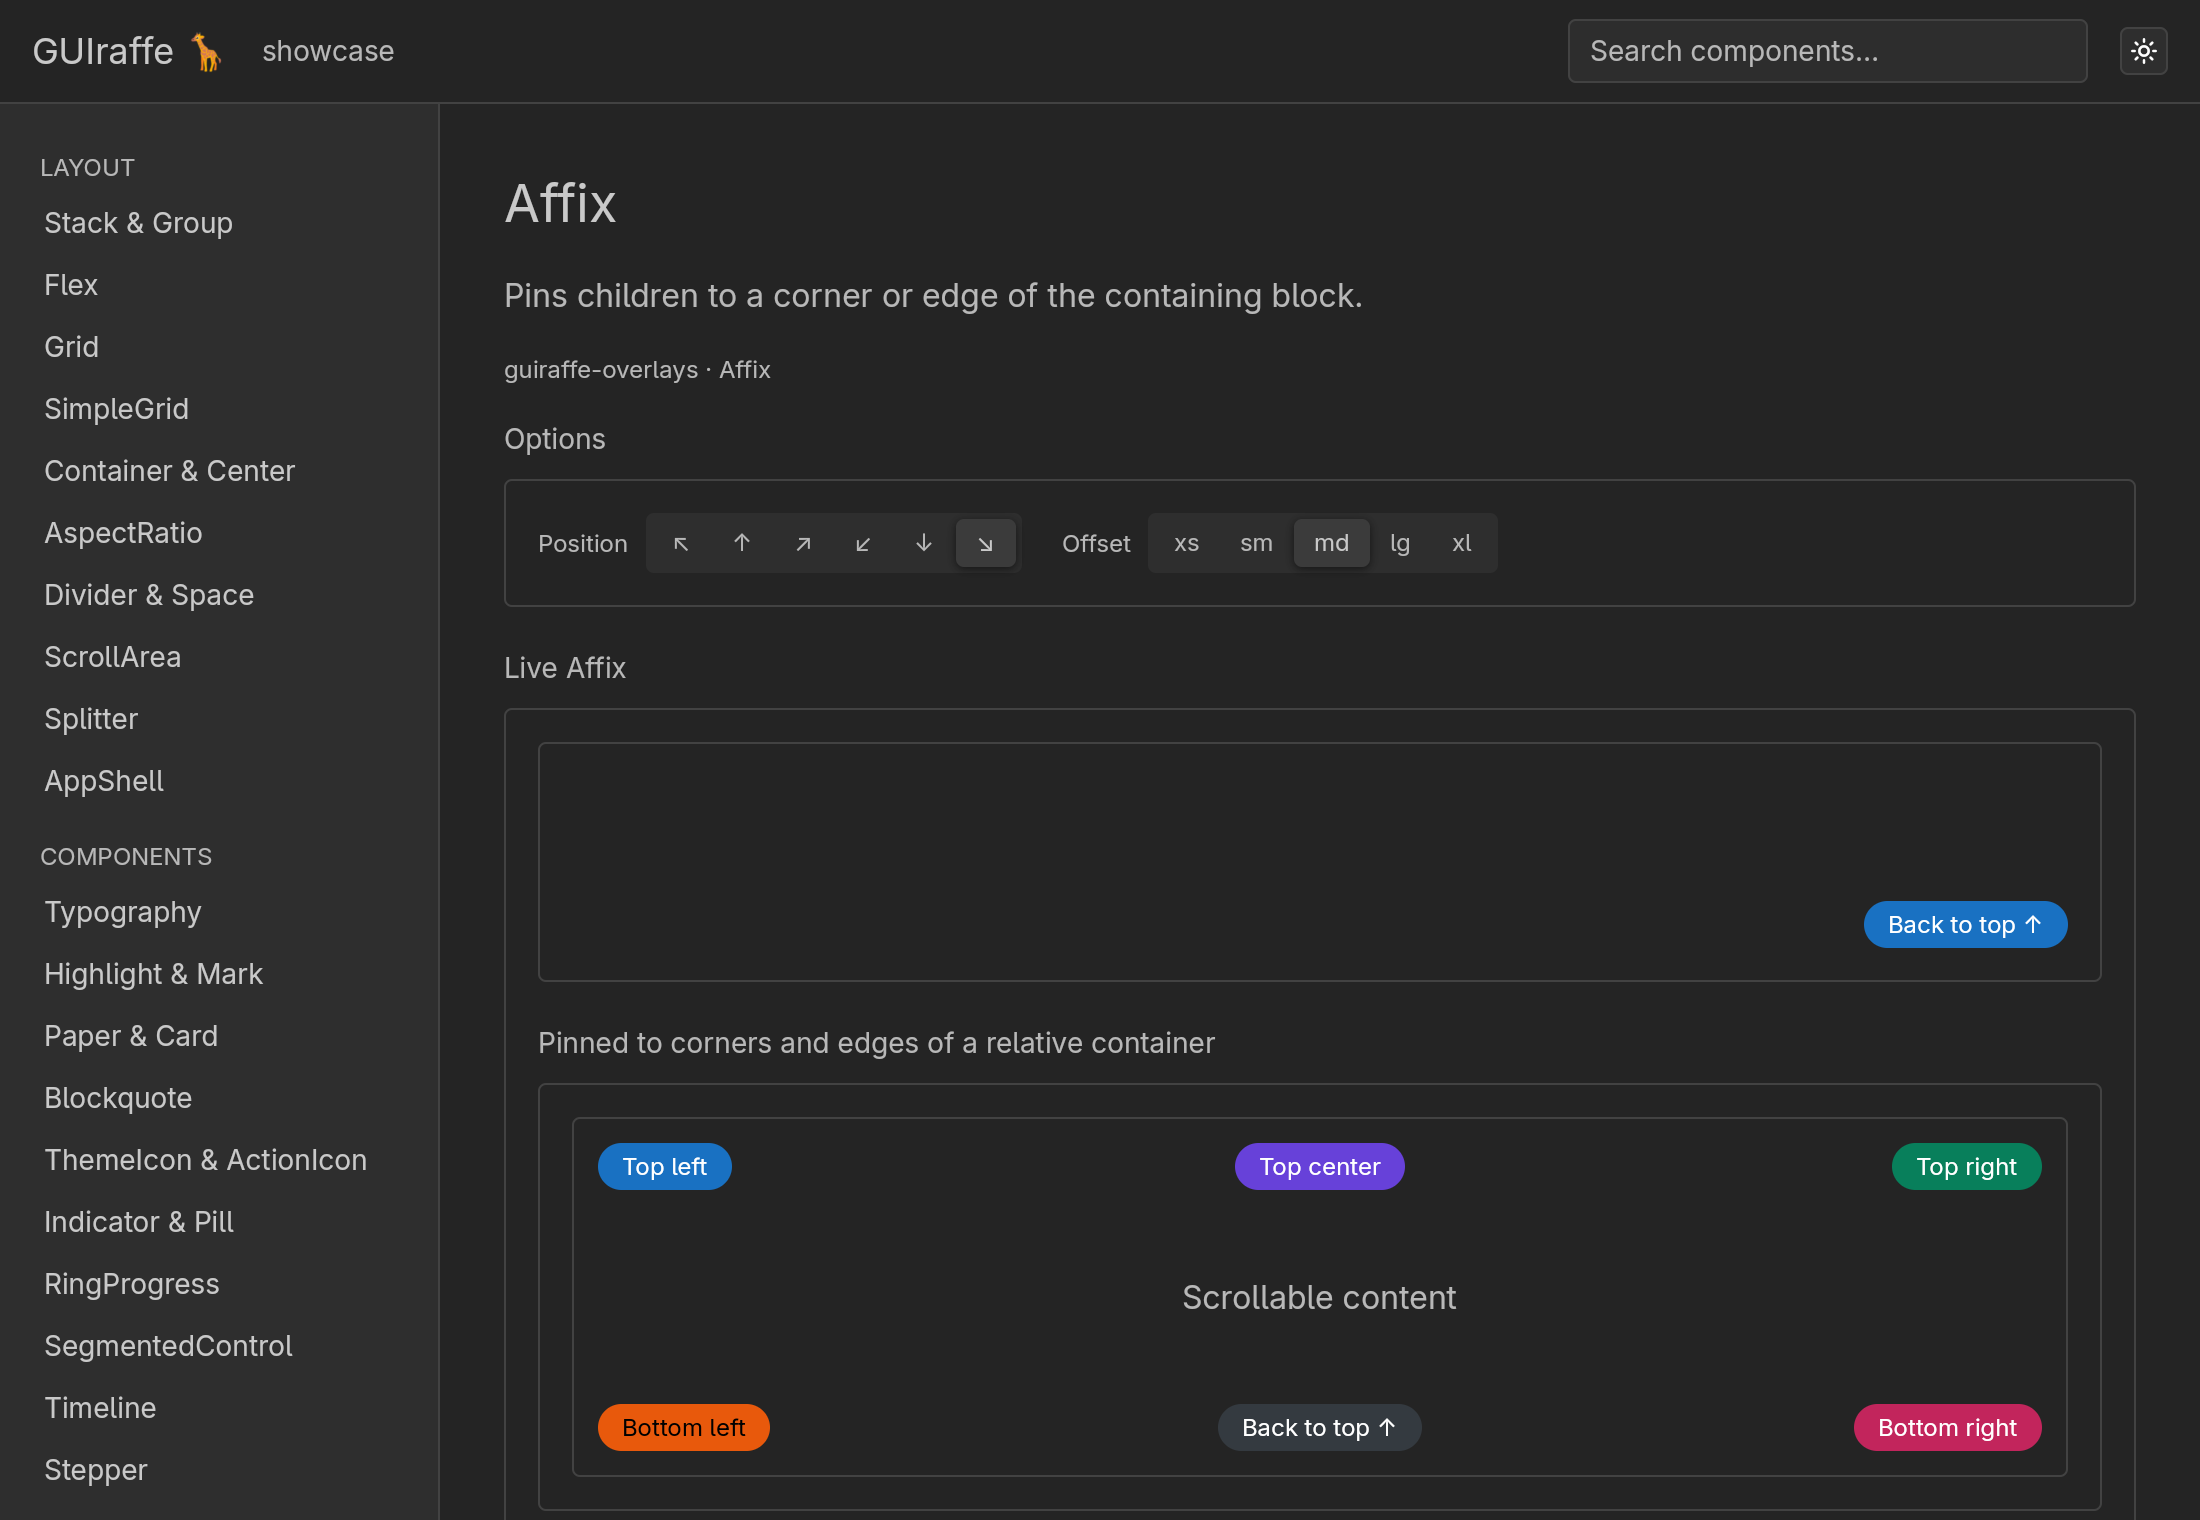 GUIraffe 🦒 showcase
Search components...
LAYOUT
Stack & Group
Flex
Grid
SimpleGrid
Container & Center
AspectRatio
Divider & Space
ScrollArea
Splitter
AppShell
COMPONENTS
Typography
Highlight & Mark
Paper & Card
Blockquote
ThemeIcon & ActionIcon
Indicator & Pill
RingProgress
SegmentedControl
Timeline
Stepper
Affix
Pins children to a corner or edge of the containing block.
guiraffe-overlays · Affix
Options
Position ↖ ↑ ↗ ↙ ↓ ↘ Offset xs sm md lg xl
Live Affix
Back to top ↑
Pinned to corners and edges of a relative container
Top left Top center Top right
Scrollable content
Bottom left Back to top ↑ Bottom right